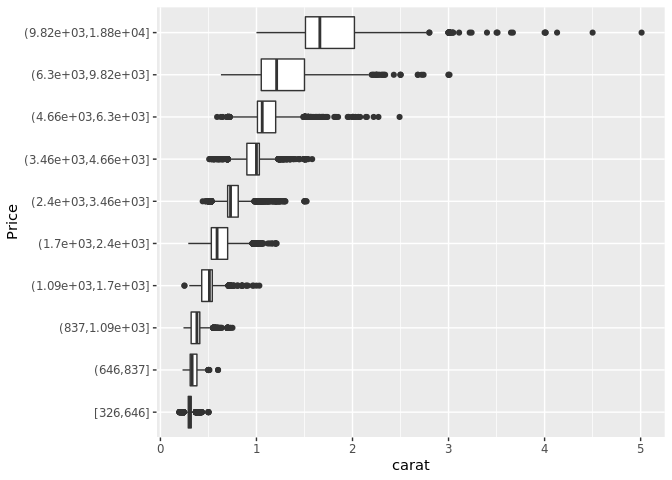 (9.82e+03,1.88e+04]
(6.3e+03,9.82e+03]
(4.66e+03,6.3e+03]
(3.46e+03,4.66e+03]
(2.4e+03,3.46e+03]
(1.7e+03,2.4e+03]
(1.09e+03,1.7e+03]
(837,1.09e+03]
(646,837]
[326,646]
Price
0 1 2 3 4 5
carat